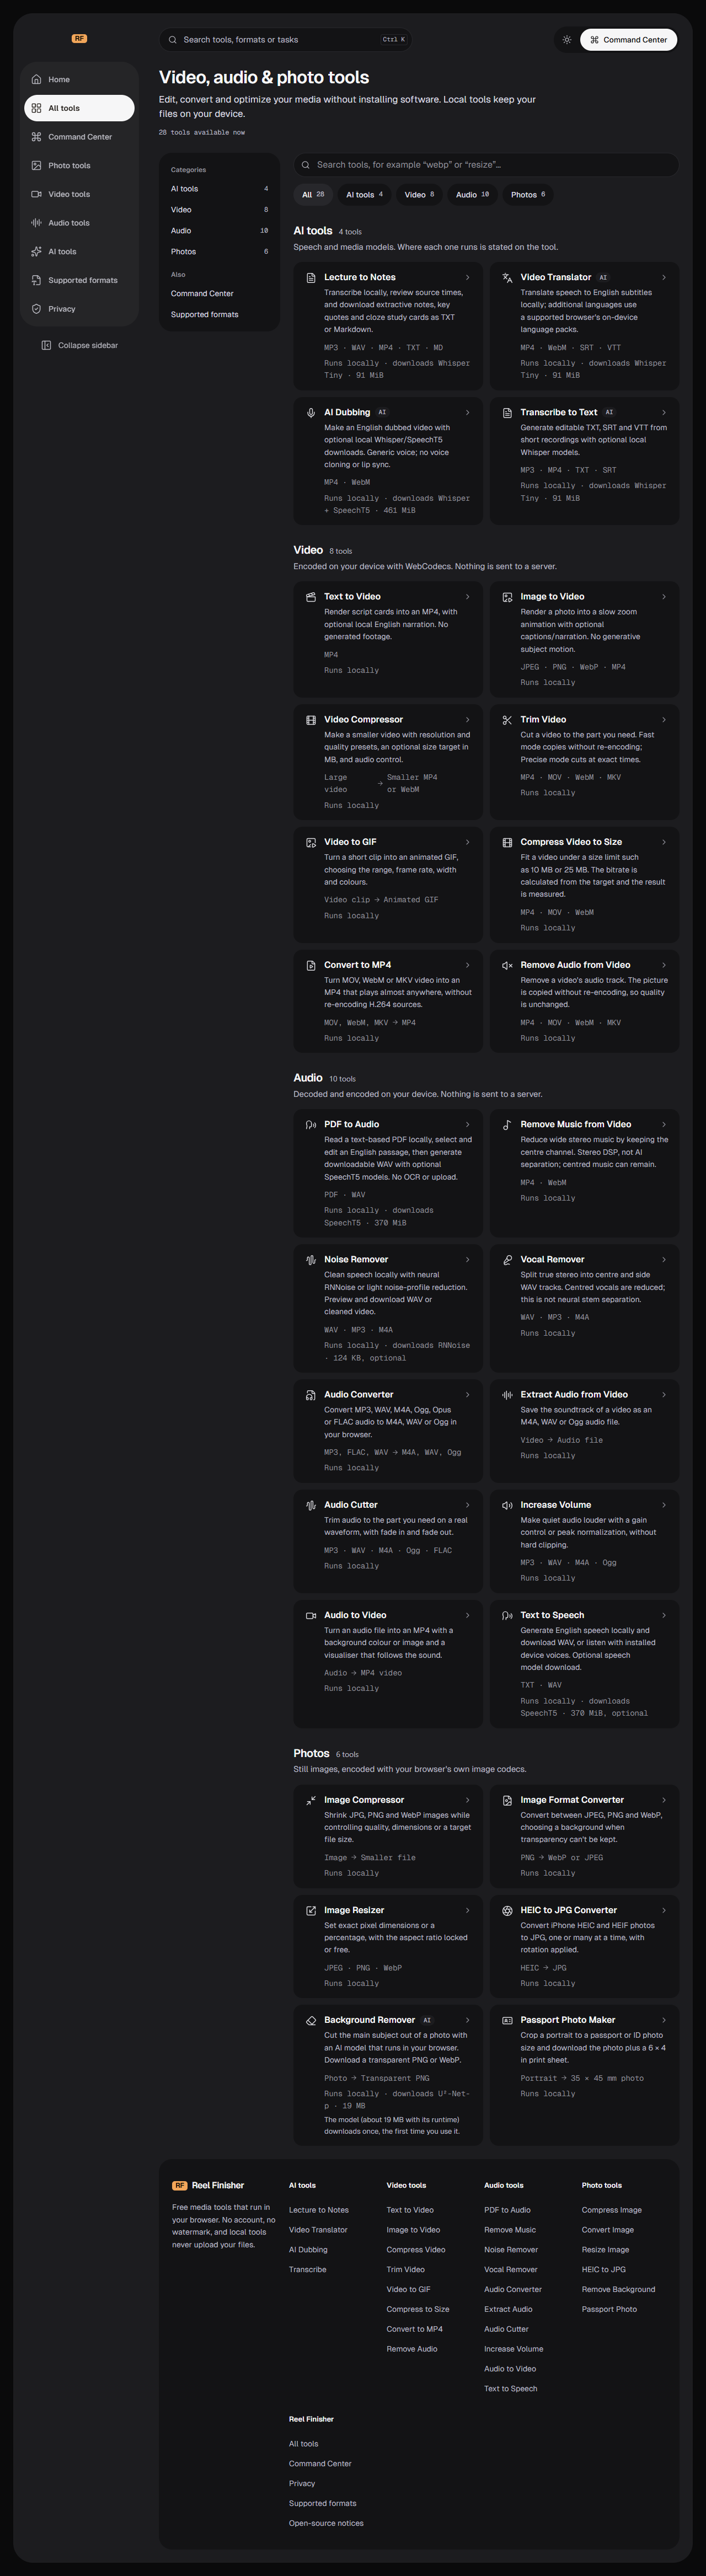 RF
Search tools, formats or tasks
Ctrl K
Command Center
Home
All tools
Command Center
Photo tools
Video tools
Audio tools
AI tools
Supported formats
Privacy
Collapse sidebar
Video, audio & photo tools
Edit, convert and optimize your media without installing software. Local tools keep your
files on your device.
28 tools available now
Categories
AI tools 4
Video 8
Audio 10
Photos 6
Also
Command Center
Supported formats
Search tools, for example “webp” or “resize”…
All 28
AI tools 4
Video 8
Audio 10
Photos 6
AI tools 4 tools
Speech and media models. Where each one runs is stated on the tool.
Lecture to Notes
Transcribe locally, review source times,
and download extractive notes, key
quotes and cloze study cards as TXT
or Markdown.
MP3 · WAV · MP4 · TXT · MD
Runs locally · downloads Whisper
Tiny · 91 MiB
Video Translator AI
Translate speech to English subtitles
locally; additional languages use
a supported browser's on-device
language packs.
MP4 · WebM · SRT · VTT
Runs locally · downloads Whisper
Tiny · 91 MiB
AI Dubbing AI
Make an English dubbed video with
optional local Whisper/SpeechT5
downloads. Generic voice; no voice
cloning or lip sync.
MP4 · WebM
Runs locally · downloads Whisper
+ SpeechT5 · 461 MiB
Transcribe to Text AI
Generate editable TXT, SRT and VTT from
short recordings with optional local
Whisper models.
MP3 · MP4 · TXT · SRT
Runs locally · downloads Whisper
Tiny · 91 MiB
Video 8 tools
Encoded on your device with WebCodecs. Nothing is sent to a server.
Text to Video
Render script cards into an MP4, with
optional local English narration. No
generated footage.
MP4
Runs locally
Image to Video
Render a photo into a slow zoom
animation with optional
captions/narration. No generative
subject motion.
JPEG · PNG · WebP · MP4
Runs locally
Video Compressor
Make a smaller video with resolution and
quality presets, an optional size target in
MB, and audio control.
Large video → Smaller MP4 or WebM
Runs locally
Trim Video
Cut a video to the part you need. Fast
mode copies without re-encoding;
Precise mode cuts at exact times.
MP4 · MOV · WebM · MKV
Runs locally
Video to GIF
Turn a short clip into an animated GIF,
choosing the range, frame rate, width
and colours.
Video clip → Animated GIF
Runs locally
Compress Video to Size
Fit a video under a size limit such
as 10 MB or 25 MB. The bitrate is
calculated from the target and the result
is measured.
MP4 · MOV · WebM
Runs locally
Convert to MP4
Turn MOV, WebM or MKV video into an
MP4 that plays almost anywhere, without
re-encoding H.264 sources.
MOV, WebM, MKV → MP4
Runs locally
Remove Audio from Video
Remove a video's audio track. The picture
is copied without re-encoding, so quality
is unchanged.
MP4 · MOV · WebM · MKV
Runs locally
Audio 10 tools
Decoded and encoded on your device. Nothing is sent to a server.
PDF to Audio
Read a text-based PDF locally, select and
edit an English passage, then generate
downloadable WAV with optional
SpeechT5 models. No OCR or upload.
PDF · WAV
Runs locally · downloads
SpeechT5 · 370 MiB
Remove Music from Video
Reduce wide stereo music by keeping the
centre channel. Stereo DSP, not AI
separation; centred music can remain.
MP4 · WebM
Runs locally
Noise Remover
Clean speech locally with neural
RNNoise or light noise-profile reduction.
Preview and download WAV or
cleaned video.
WAV · MP3 · M4A
Runs locally · downloads RNNoise
· 124 KB, optional
Vocal Remover
Split true stereo into centre and side
WAV tracks. Centred vocals are reduced;
this is not neural stem separation.
WAV · MP3 · M4A
Runs locally
Audio Converter
Convert MP3, WAV, M4A, Ogg, Opus
or FLAC audio to M4A, WAV or Ogg in
your browser.
MP3, FLAC, WAV → M4A, WAV, Ogg
Runs locally
Extract Audio from Video
Save the soundtrack of a video as an
M4A, WAV or Ogg audio file.
Video → Audio file
Runs locally
Audio Cutter
Trim audio to the part you need on a real
waveform, with fade in and fade out.
MP3 · WAV · M4A · Ogg · FLAC
Runs locally
Increase Volume
Make quiet audio louder with a gain
control or peak normalization, without
hard clipping.
MP3 · WAV · M4A · Ogg
Runs locally
Audio to Video
Turn an audio file into an MP4 with a
background colour or image and a
visualiser that follows the sound.
Audio → MP4 video
Runs locally
Text to Speech
Generate English speech locally and
download WAV, or listen with installed
device voices. Optional speech
model download.
TXT · WAV
Runs locally · downloads
SpeechT5 · 370 MiB, optional
Photos 6 tools
Still images, encoded with your browser's own image codecs.
Image Compressor
Shrink JPG, PNG and WebP images while
controlling quality, dimensions or a target
file size.
Image → Smaller file
Runs locally
Image Format Converter
Convert between JPEG, PNG and WebP,
choosing a background when
transparency can't be kept.
PNG → WebP or JPEG
Runs locally
Image Resizer
Set exact pixel dimensions or a
percentage, with the aspect ratio locked
or free.
JPEG · PNG · WebP
Runs locally
HEIC to JPG Converter
Convert iPhone HEIC and HEIF photos
to JPG, one or many at a time, with
rotation applied.
HEIC → JPG
Runs locally
Background Remover AI
Cut the main subject out of a photo with
an AI model that runs in your browser.
Download a transparent PNG or WebP.
Photo → Transparent PNG
Runs locally · downloads U²-Net-
p · 19 MB
The model (about 19 MB with its runtime)
downloads once, the first time you use it.
Passport Photo Maker
Crop a portrait to a passport or ID photo
size and download the photo plus a 6 × 4
in print sheet.
Portrait → 35 × 45 mm photo
Runs locally
RF Reel Finisher
Free media tools that run in
your browser. No account, no
watermark, and local tools
never upload your files.
AI tools
Lecture to Notes
Video Translator
AI Dubbing
Transcribe
Video tools
Text to Video
Image to Video
Compress Video
Trim Video
Video to GIF
Compress to Size
Convert to MP4
Remove Audio
Audio tools
PDF to Audio
Remove Music
Noise Remover
Vocal Remover
Audio Converter
Extract Audio
Audio Cutter
Increase Volume
Audio to Video
Text to Speech
Photo tools
Compress Image
Convert Image
Resize Image
HEIC to JPG
Remove Background
Passport Photo
Reel Finisher
All tools
Command Center
Privacy
Supported formats
Open-source notices